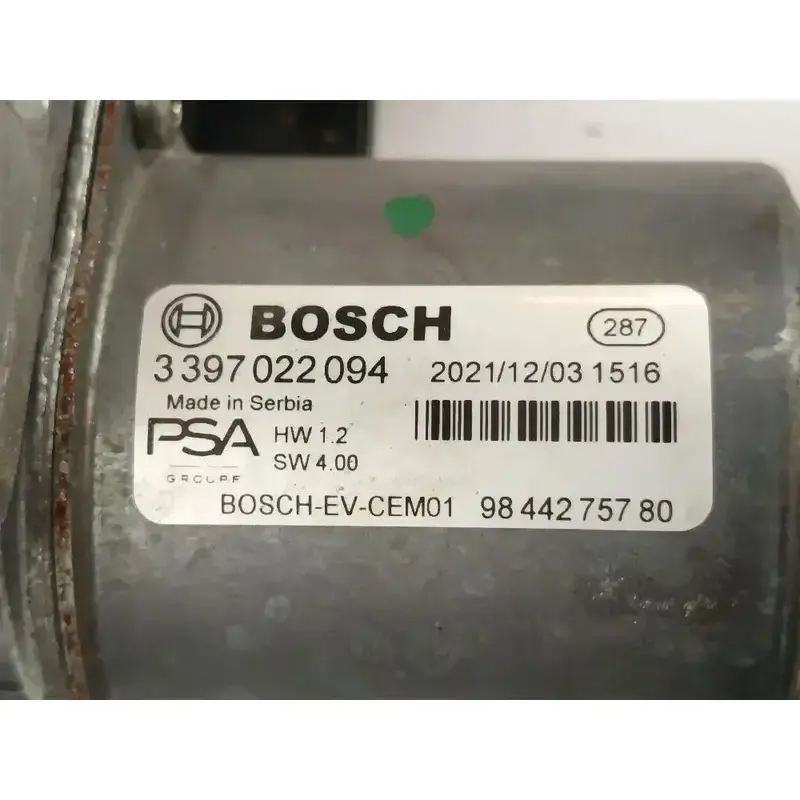 BOSCH 287
3 397 022 094 2021/12/03 1516
Made in Serbia
PSA HW 1.2
GROUPE SW 4.00
BOSCH-EV-CEM01 98 442 757 80